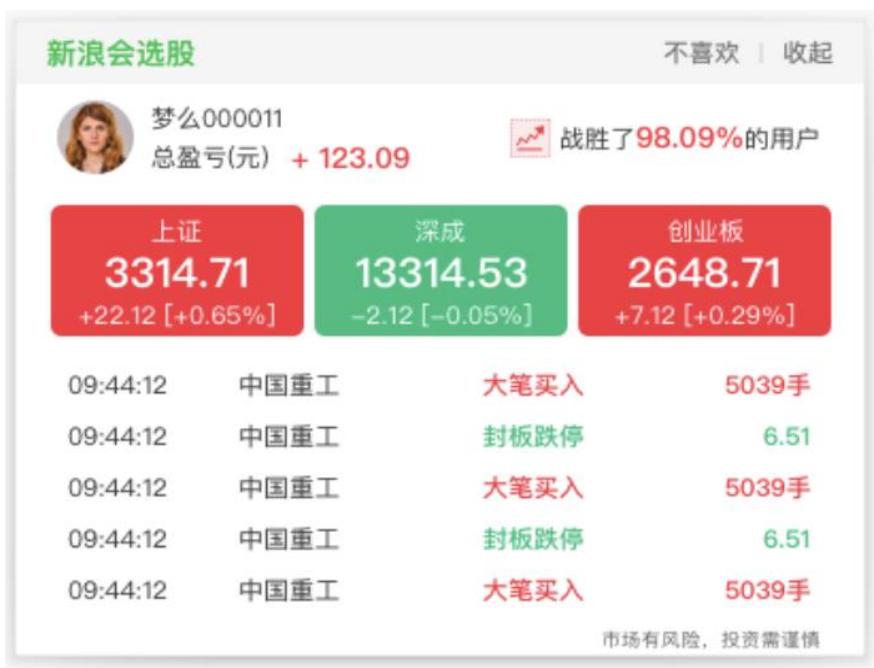 新浪会选股 不喜欢 | 收起
梦么000011
总盈亏(元) + 123.09 战胜了98.09%的用户
上证 深成 创业板
3314.71 13314.53 2648.71
+22.12 [+0.65%] -2.12 [-0.05%] +7.12 [+0.29%]
09:44:12 中国重工 大笔买入 5039手
09:44:12 中国重工 封板跌停 6.51
09:44:12 中国重工 大笔买入 5039手
09:44:12 中国重工 封板跌停 6.51
09:44:12 中国重工 大笔买入 5039手
市场有风险，投资需谨慎